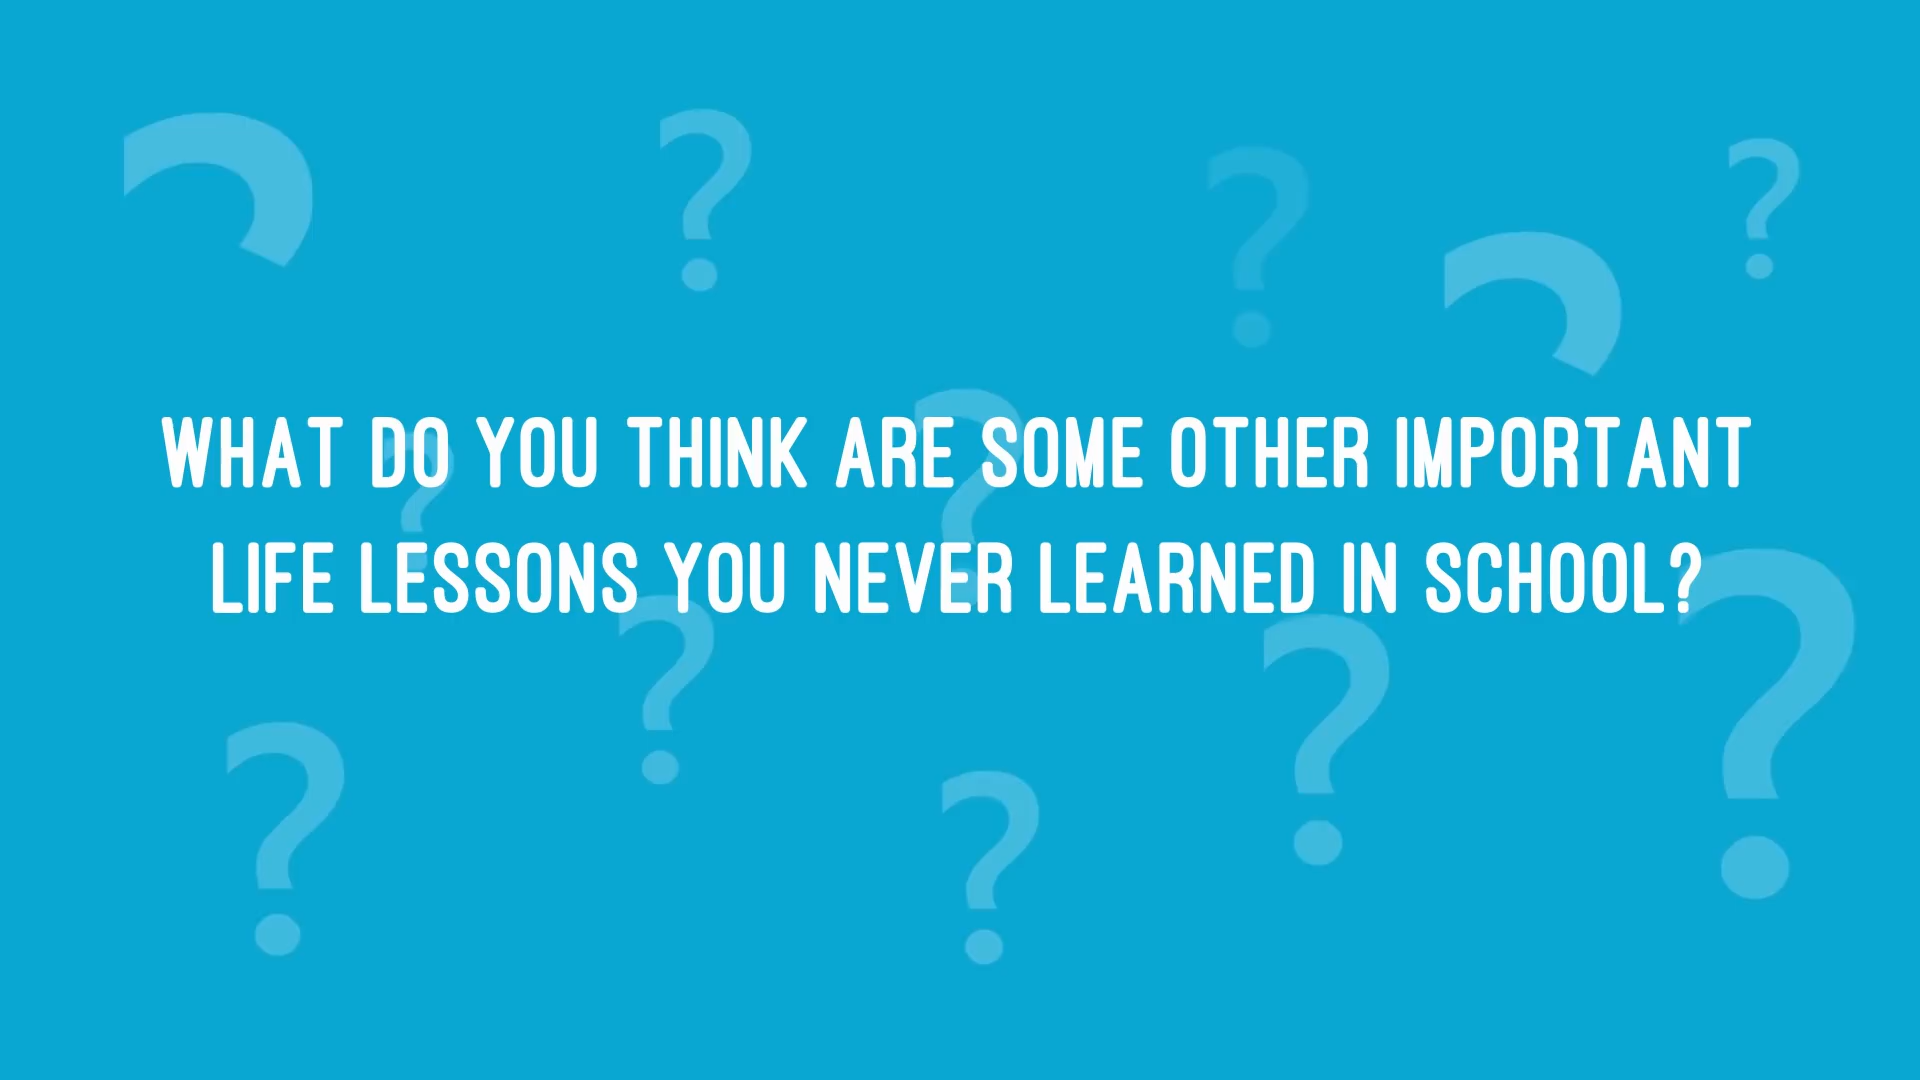 WHAT DO YOU THINK ARE SOME OTHER IMPORTANT
LIFE LESSONS YOU NEVER LEARNED IN SCHOOL?